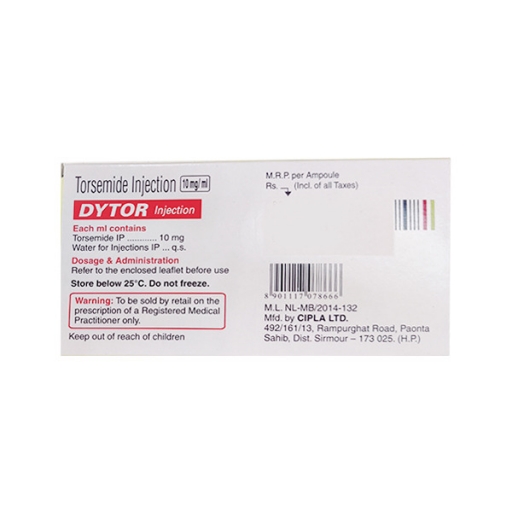 Torsemide Injection 10 mg/ml
DYTOR Injection
Each ml contains
Torsemide IP ............ 10 mg
Water for Injections IP ... q.s.
Dosage & Administration
Refer to the enclosed leaflet before use
Store below 25°C. Do not freeze.
Warning: To be sold by retail on the
prescription of a Registered Medical
Practitioner only.
Keep out of reach of children
M.R.P. per Ampoule
Rs. (Incl. of all Taxes)
8 901117 078666
M.L. NL-MB/2014-132
Mfd. by CIPLA LTD.
492/161/13, Rampurghat Road, Paonta
Sahib, Dist. Sirmour – 173 025. (H.P.)